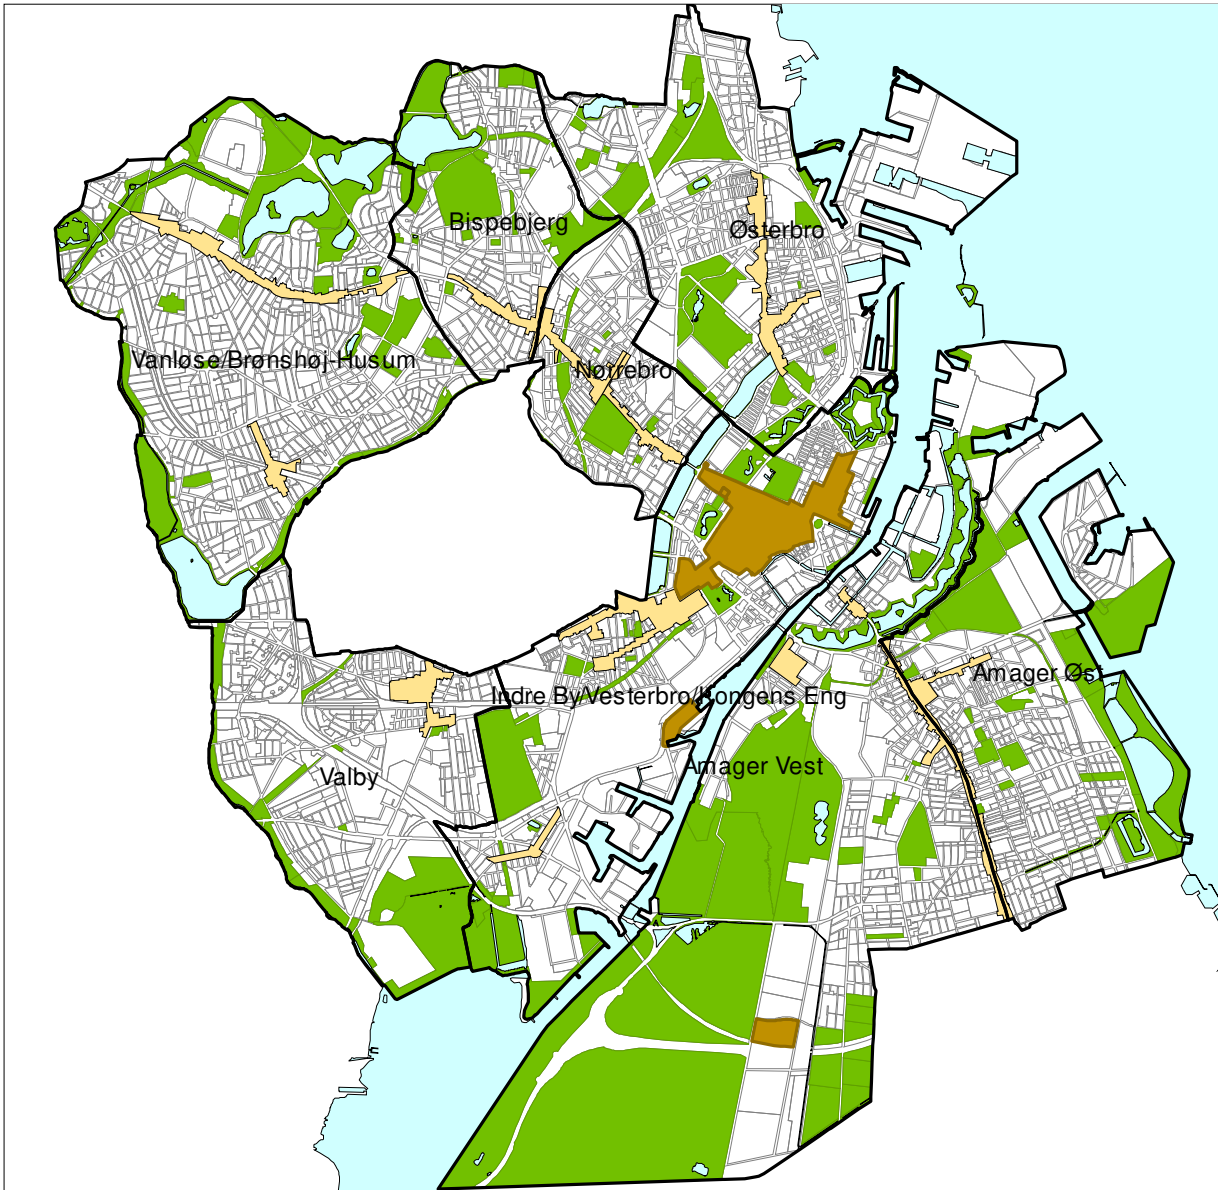 Bispebjerg
Østerbro
Vanløse/Brønshøj-Husum
Nørrebro
Amager Øst
Indre By/Vesterbro/Kongens Eng
Amager Vest
Valby